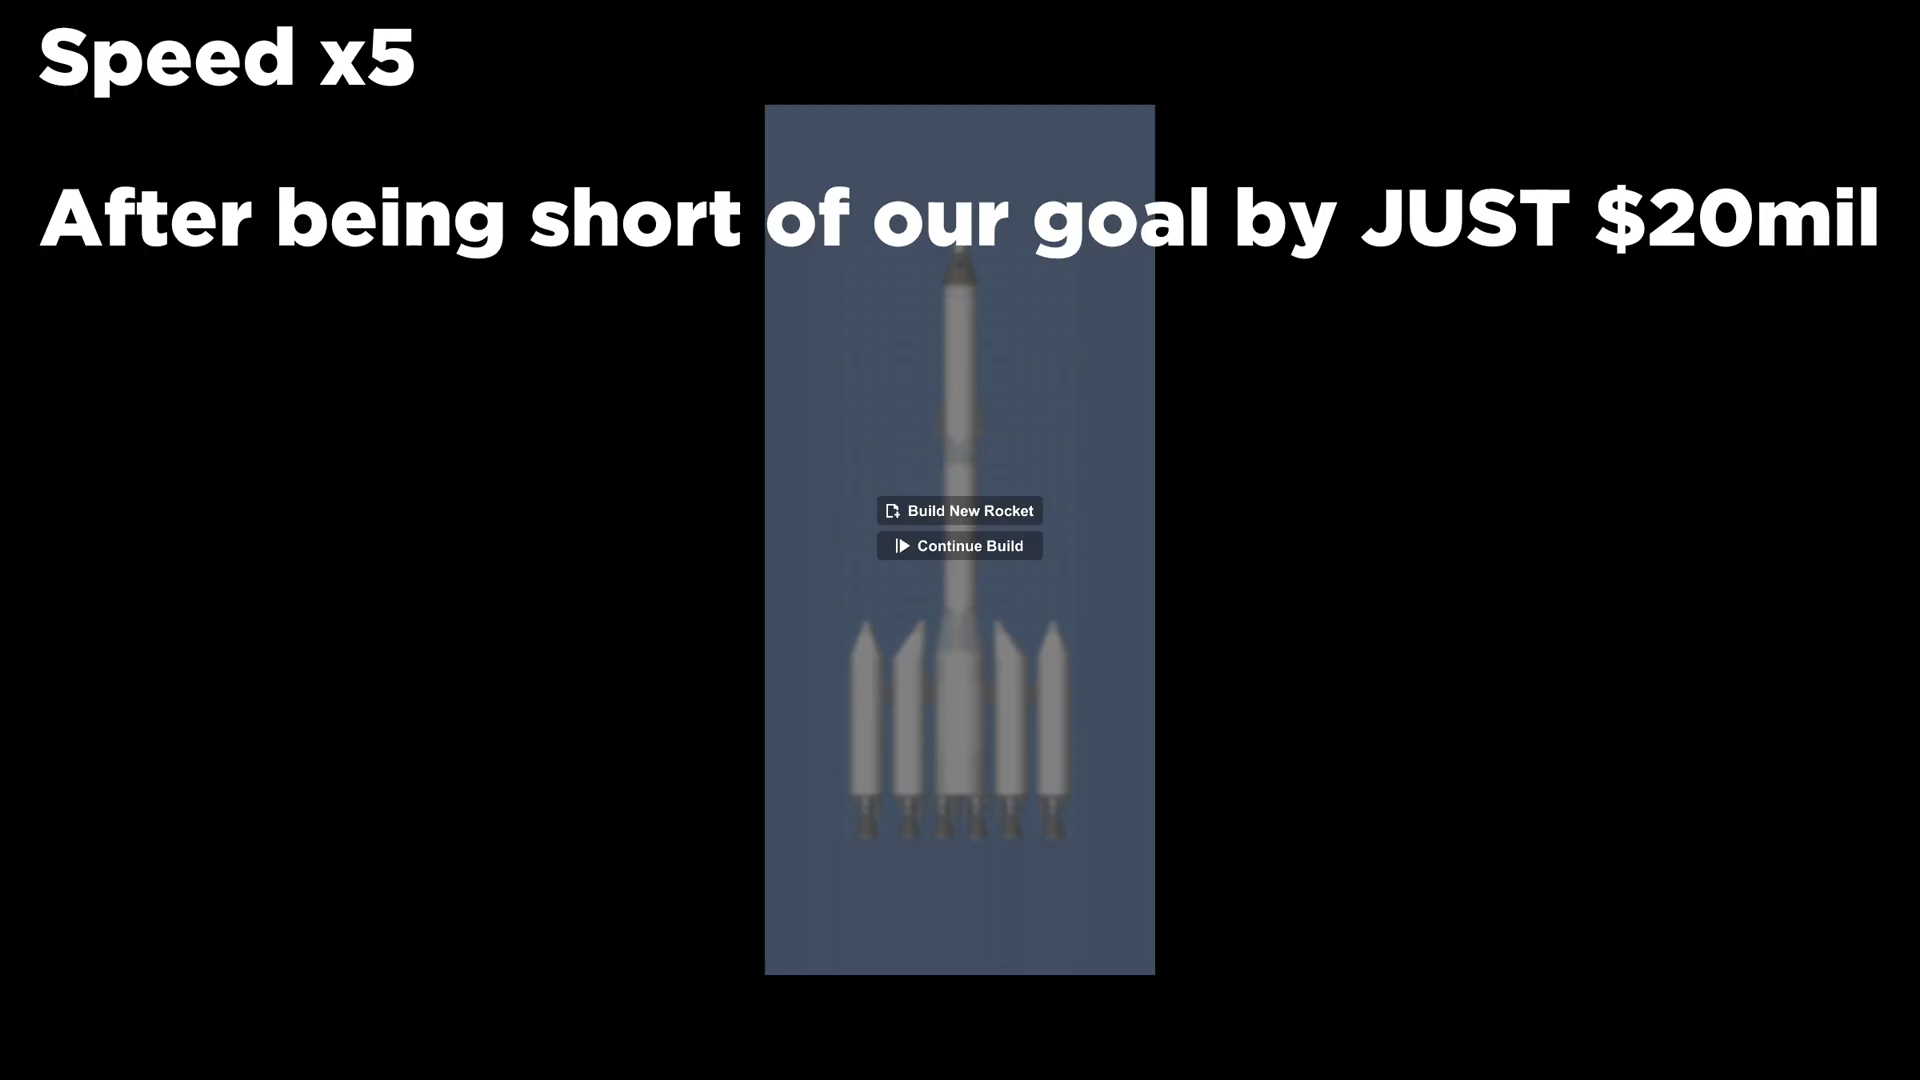 Speed x5
After being short of our goal by JUST $20mil
Build New Rocket
Continue Build